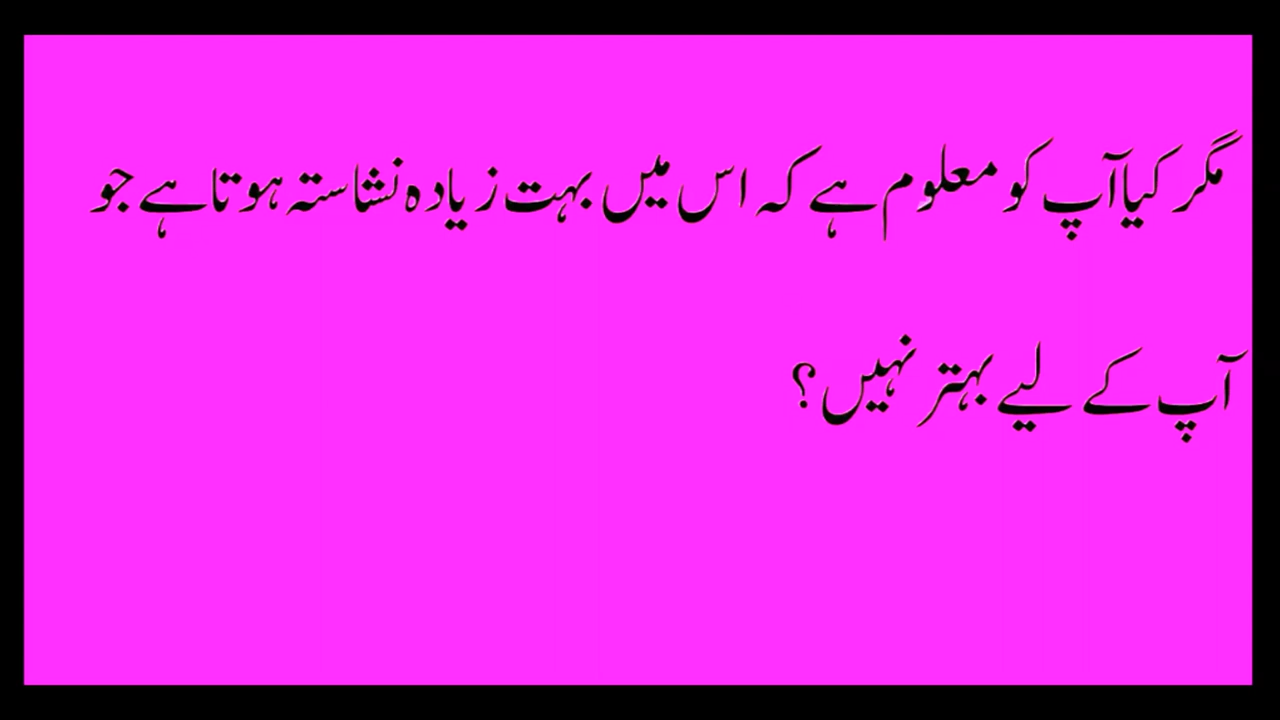 مگر کیا آپ کو معلوم ہے کہ اس میں بہت زیادہ نشاستہ ہوتا ہے جو
آپ کے لیے بہتر نہیں؟